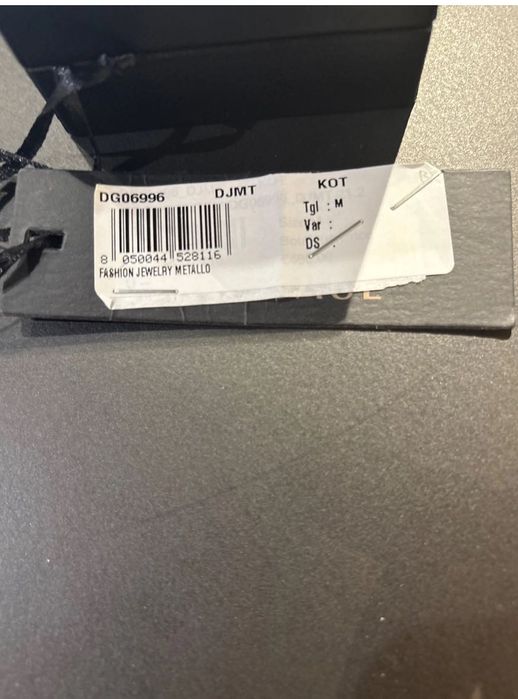 DG06996 DJMT KOT
Tgl : M
Var :
DS :
8 050044 528116
FASHION JEWELRY METALLO